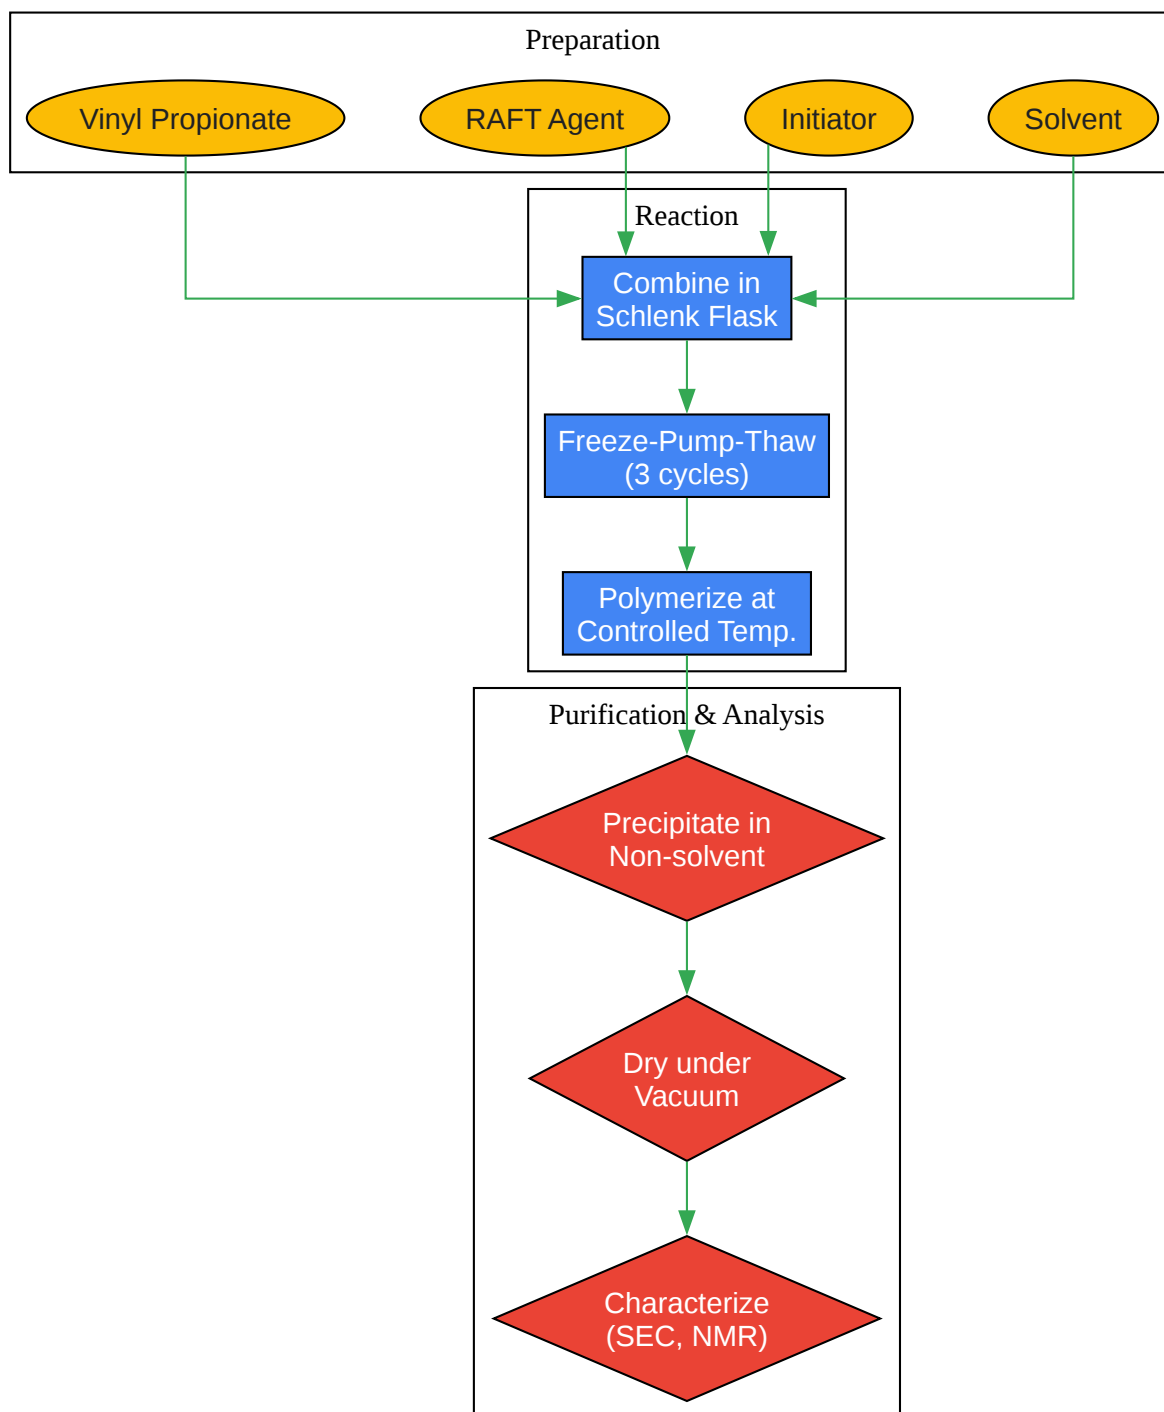 Preparation
Vinyl Propionate
RAFT Agent
Initiator
Solvent
Reaction
Combine in
Schlenk Flask
Freeze-Pump-Thaw
(3 cycles)
Polymerize at
Controlled Temp.
Purification & Analysis
Precipitate in
Non-solvent
Dry under
Vacuum
Characterize
(SEC, NMR)